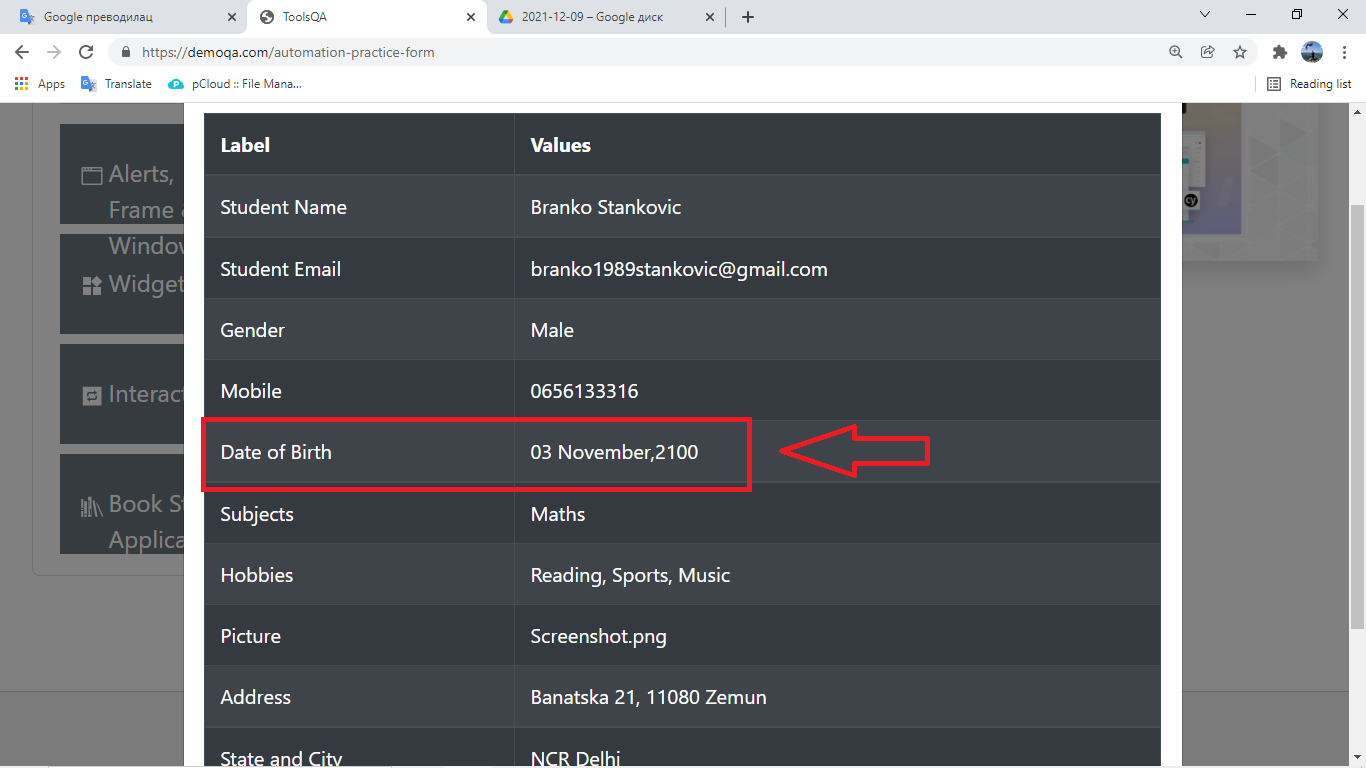 Google преводилац
ToolsQA
2021-12-09 – Google диск
https://demoqa.com/automation-practice-form
Apps
Translate
pCloud :: File Mana...
Reading list
Alerts,
Frame &
Window
Widget
Interact
Book St
Applica
Label Values
Student Name Branko Stankovic
Student Email branko1989stankovic@gmail.com
Gender Male
Mobile 0656133316
Date of Birth 03 November,2100
Subjects Maths
Hobbies Reading, Sports, Music
Picture Screenshot.png
Address Banatska 21, 11080 Zemun
State and City NCR Delhi
cy